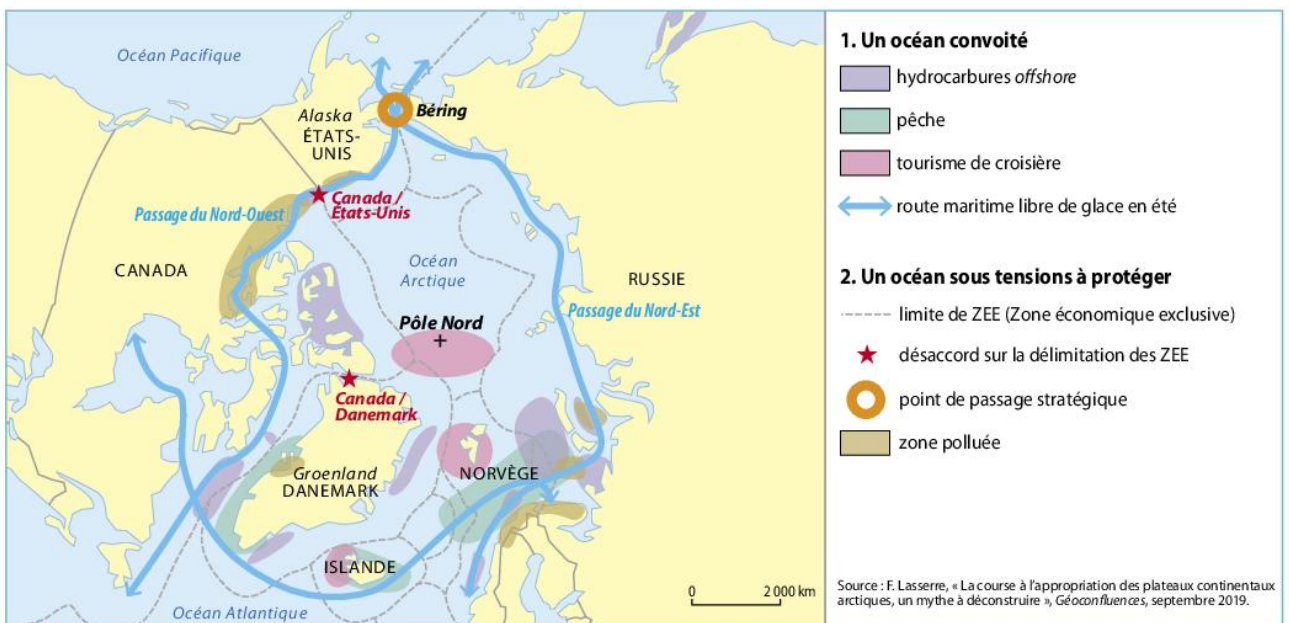 Océan Pacifique
Alaska
ÉTATS-
UNIS
Béring
Canada /
États-Unis
Passage du Nord-Ouest
CANADA
Océan
Arctique
RUSSIE
Passage du Nord-Est
Pôle Nord
Canada /
Danemark
Groenland
DANEMARK
NORVÈGE
ISLANDE
Océan Atlantique
0 2 000 km
1. Un océan convoité
hydrocarbures offshore
pêche
tourisme de croisière
route maritime libre de glace en été
2. Un océan sous tensions à protéger
limite de ZEE (Zone économique exclusive)
désaccord sur la délimitation des ZEE
point de passage stratégique
zone polluée
Source : F. Lasserre, « La course à l'appropriation des plateaux continentaux
arctiques, un mythe à déconstruire », Géoconfluences, septembre 2019.